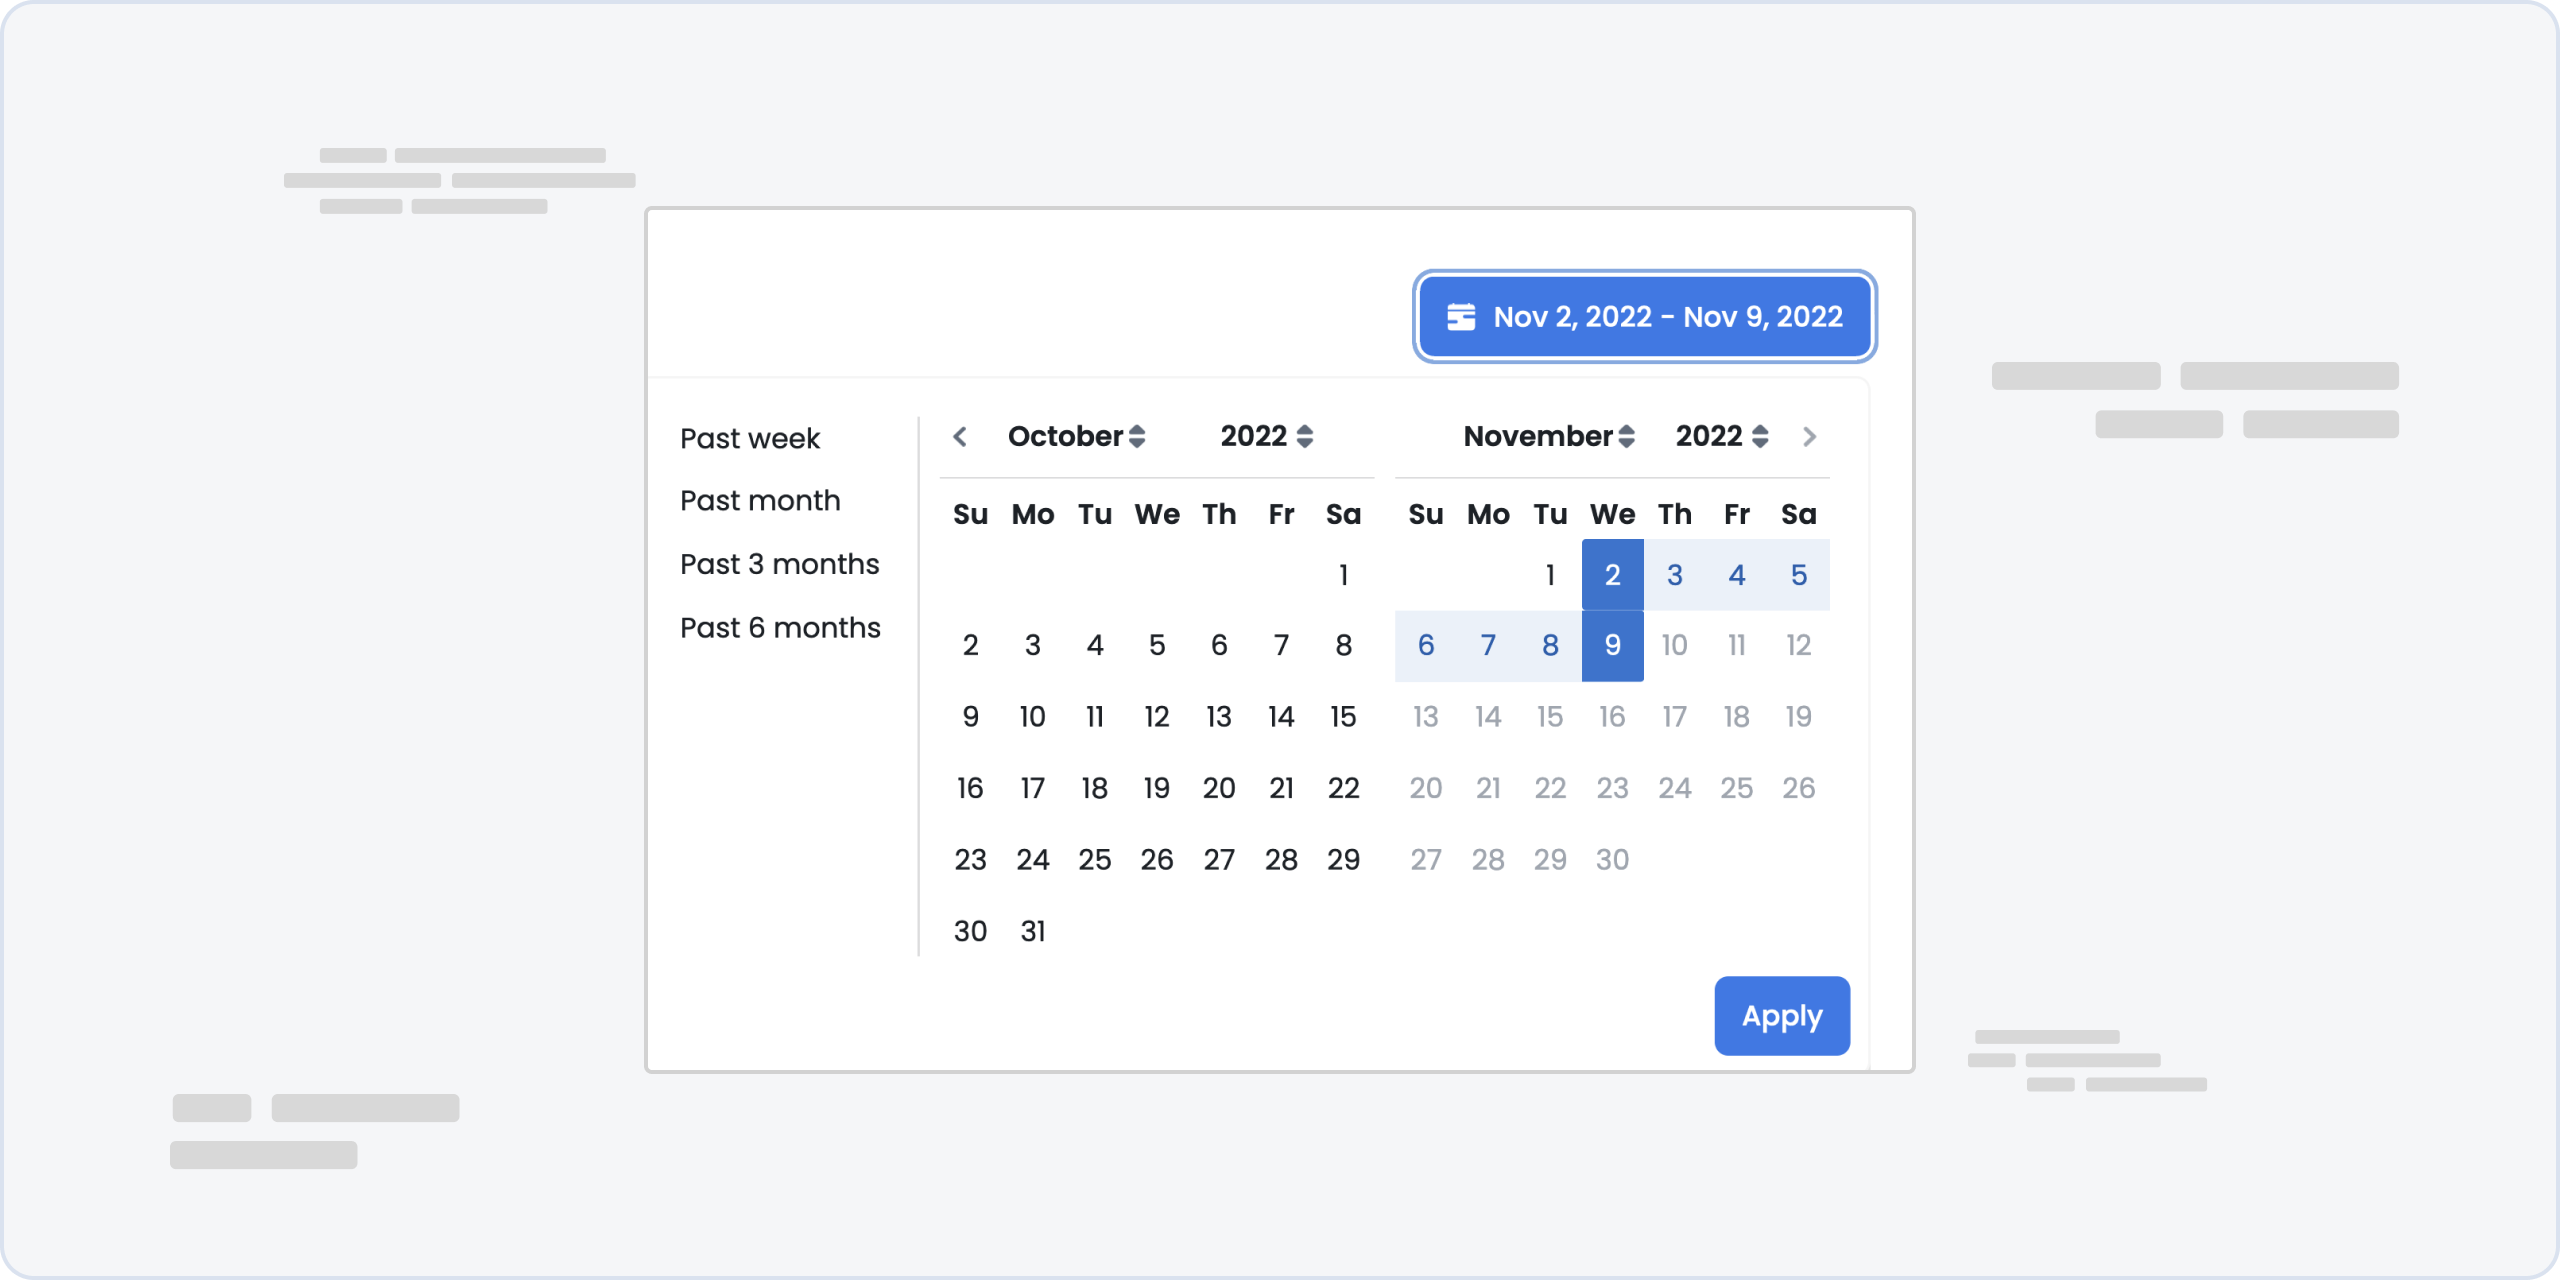 Nov 2, 2022 - Nov 9, 2022
Past week
Past month
Past 3 months
Past 6 months
October 2022
Su Mo Tu We Th Fr Sa
1
2 3 4 5 6 7 8
9 10 11 12 13 14 15
16 17 18 19 20 21 22
23 24 25 26 27 28 29
30 31
November 2022
Su Mo Tu We Th Fr Sa
1 2 3 4 5
6 7 8 9 10 11 12
13 14 15 16 17 18 19
20 21 22 23 24 25 26
27 28 29 30
Apply